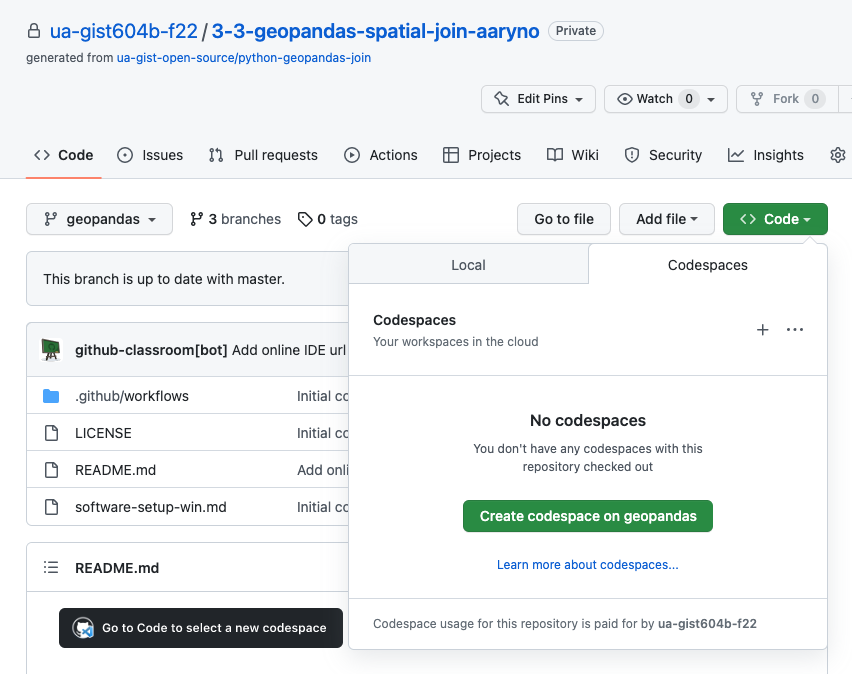 ua-gist604b-f22 / 3-3-geopandas-spatial-join-aaryno Private
generated from ua-gist-open-source/python-geopandas-join
Edit Pins Watch 0 Fork 0
Code Issues Pull requests Actions Projects Wiki Security Insights
geopandas 3 branches 0 tags Go to file Add file Code
This branch is up to date with master.
Local Codespaces
Codespaces
Your workspaces in the cloud
github-classroom[bot] Add online IDE url
.github/workflows Initial co
LICENSE Initial co
README.md Add onli
software-setup-win.md Initial co
No codespaces
You don't have any codespaces with this
repository checked out
Create codespace on geopandas
Learn more about codespaces...
README.md
Go to Code to select a new codespace
Codespace usage for this repository is paid for by ua-gist604b-f22